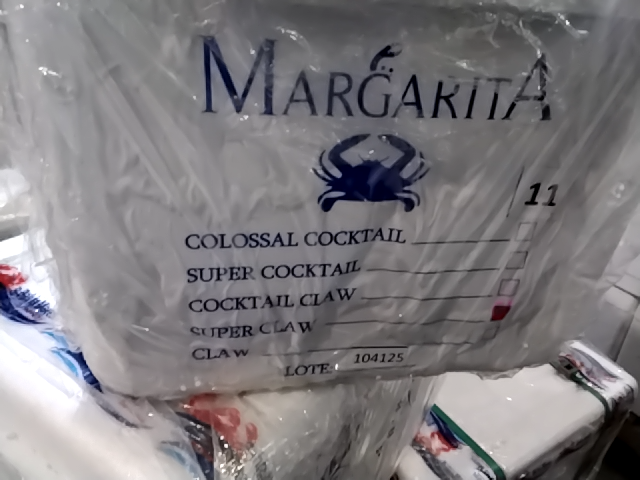 MARGARITA
11
COLOSSAL COCKTAIL
SUPER COCKTAIL
COCKTAIL CLAW
SUPER CLAW
CLAW
LOTE: 104125